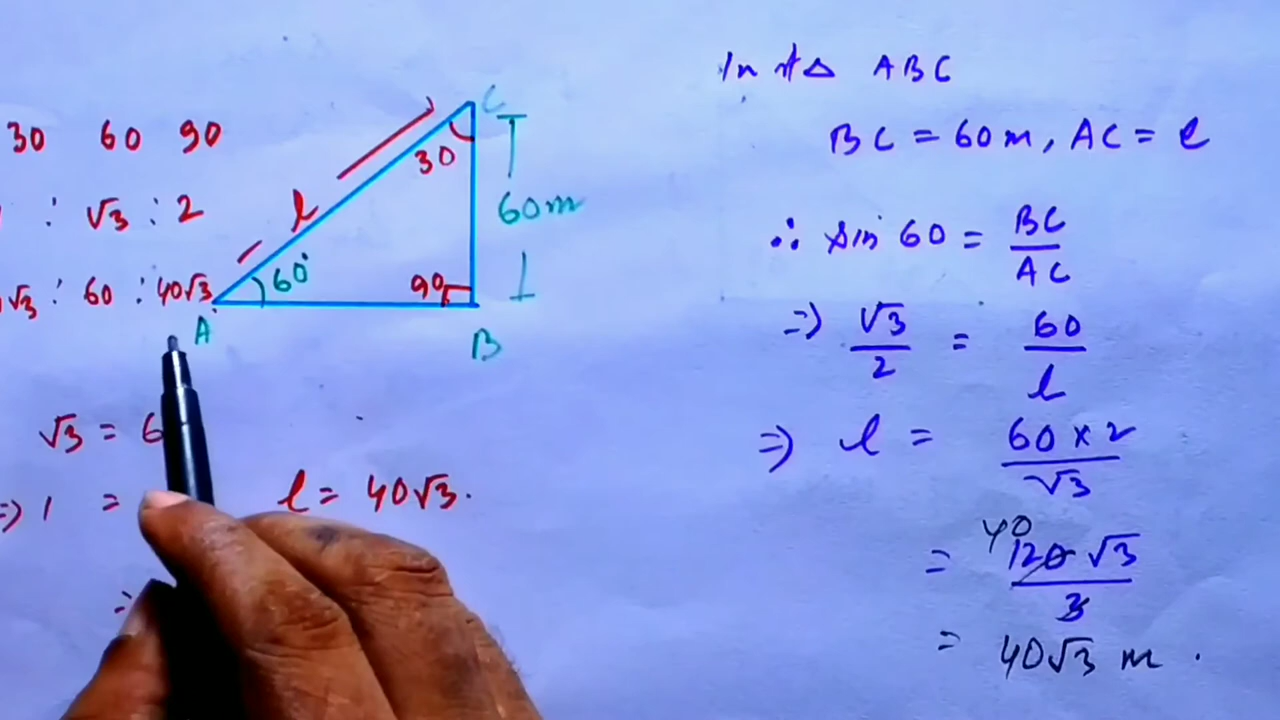 30 60 90
: √3 : 2
√3 : 60 : 40√3
√3 = 6
=> 1 =
l = 40√3.
=>
C
30
l
60m
60°
90
A
B
In rt△ ABC
BC = 60m, AC = l
∴ sin 60 = BC/AC
=> √3/2 = 60/l
=> l = 60 × 2/√3
40
= 120 √3/3
= 40√3 m .